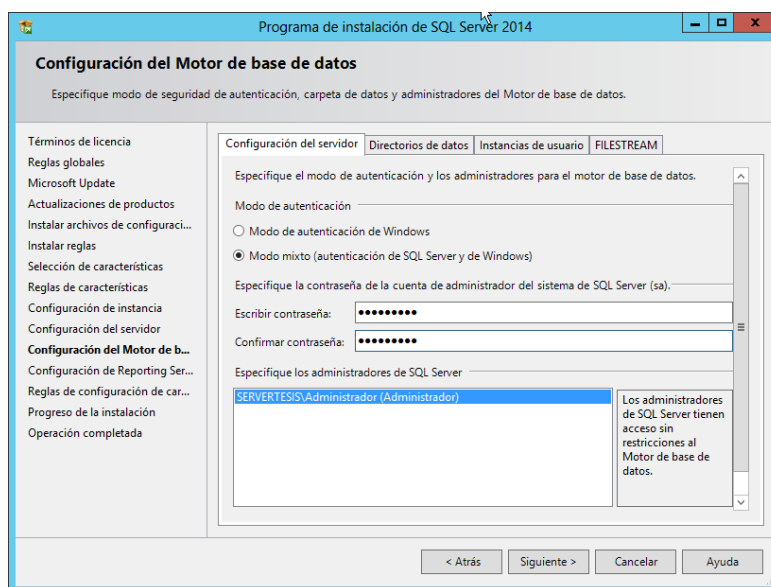 Programa de instalación de SQL Server 2014
Configuración del Motor de base de datos
Especifique modo de seguridad de autenticación, carpeta de datos y administradores del Motor de base de datos.
Términos de licencia
Reglas globales
Microsoft Update
Actualizaciones de productos
Instalar archivos de configuraci...
Instalar reglas
Selección de características
Reglas de características
Configuración de instancia
Configuración del servidor
Configuración del Motor de b...
Configuración de Reporting Ser...
Reglas de configuración de car...
Progreso de la instalación
Operación completada
Configuración del servidor
Directorios de datos
Instancias de usuario
FILESTREAM
Especifique el modo de autenticación y los administradores para el motor de base de datos.
Modo de autenticación
Modo de autenticación de Windows
Modo mixto (autenticación de SQL Server y de Windows)
Especifique la contraseña de la cuenta de administrador del sistema de SQL Server (sa).
Escribir contraseña: ●●●●●●●●●
Confirmar contraseña: ●●●●●●●●●
Especifique los administradores de SQL Server
SERVERTESIS\Administrador (Administrador)
Los administradores
de SQL Server tienen
acceso sin
restricciones al
Motor de base de
datos.
< Atrás
Siguiente >
Cancelar
Ayuda